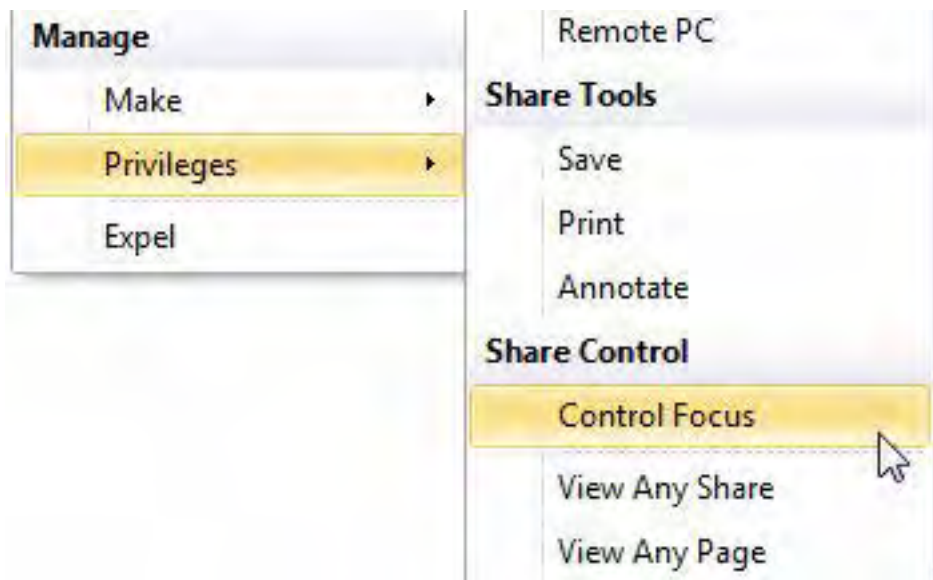 Manage
Make
Privileges
Expel
Remote PC
Share Tools
Save
Print
Annotate
Share Control
Control Focus
View Any Share
View Any Page